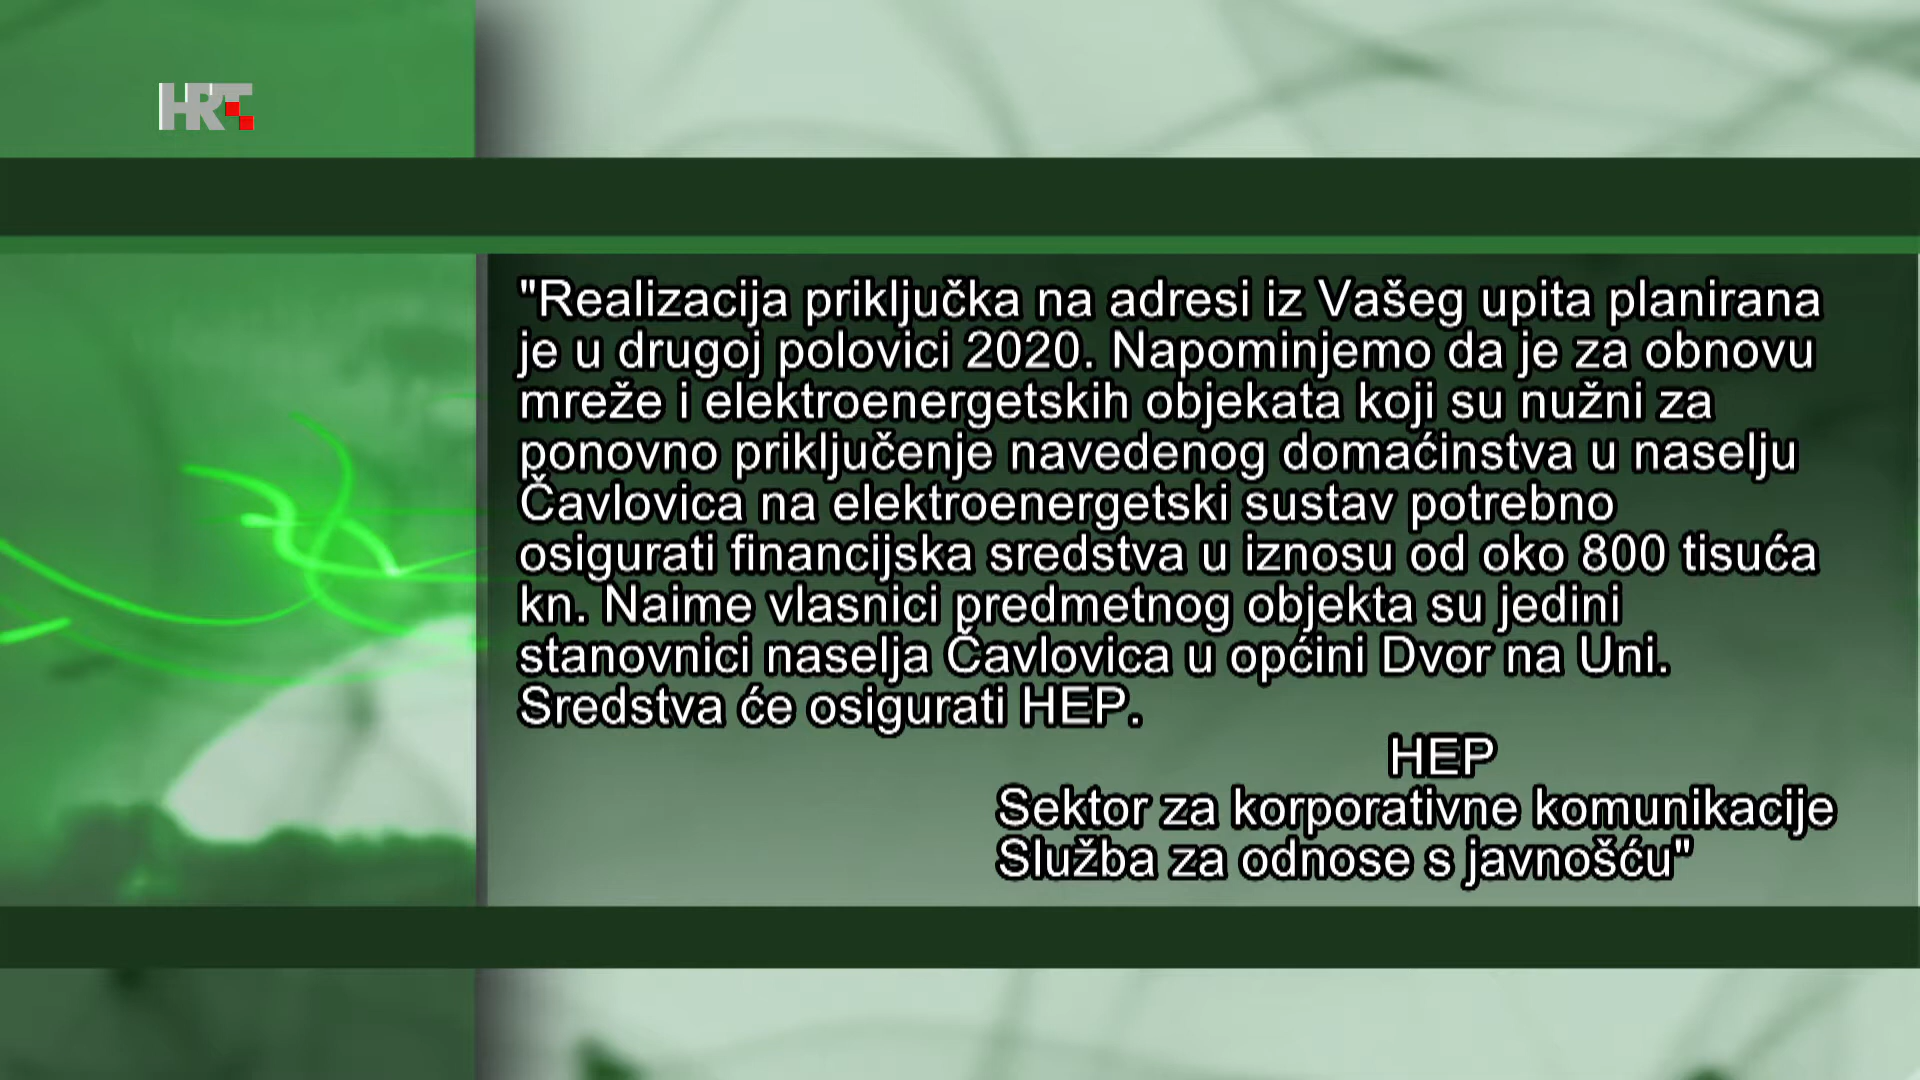 HRT
"Realizacija priključka na adresi iz Vašeg upita planirana
je u drugoj polovici 2020. Napominjemo da je za obnovu
mreže i elektroenergetskih objekata koji su nužni za
ponovno priključenje navedenog domaćinstva u naselju
Čavlovica na elektroenergetski sustav potrebno
osigurati financijska sredstva u iznosu od oko 800 tisuća
kn. Naime vlasnici predmetnog objekta su jedini
stanovnici naselja Čavlovica u općini Dvor na Uni.
Sredstva će osigurati HEP.
HEP
Sektor za korporativne komunikacije
Služba za odnose s javnošću"